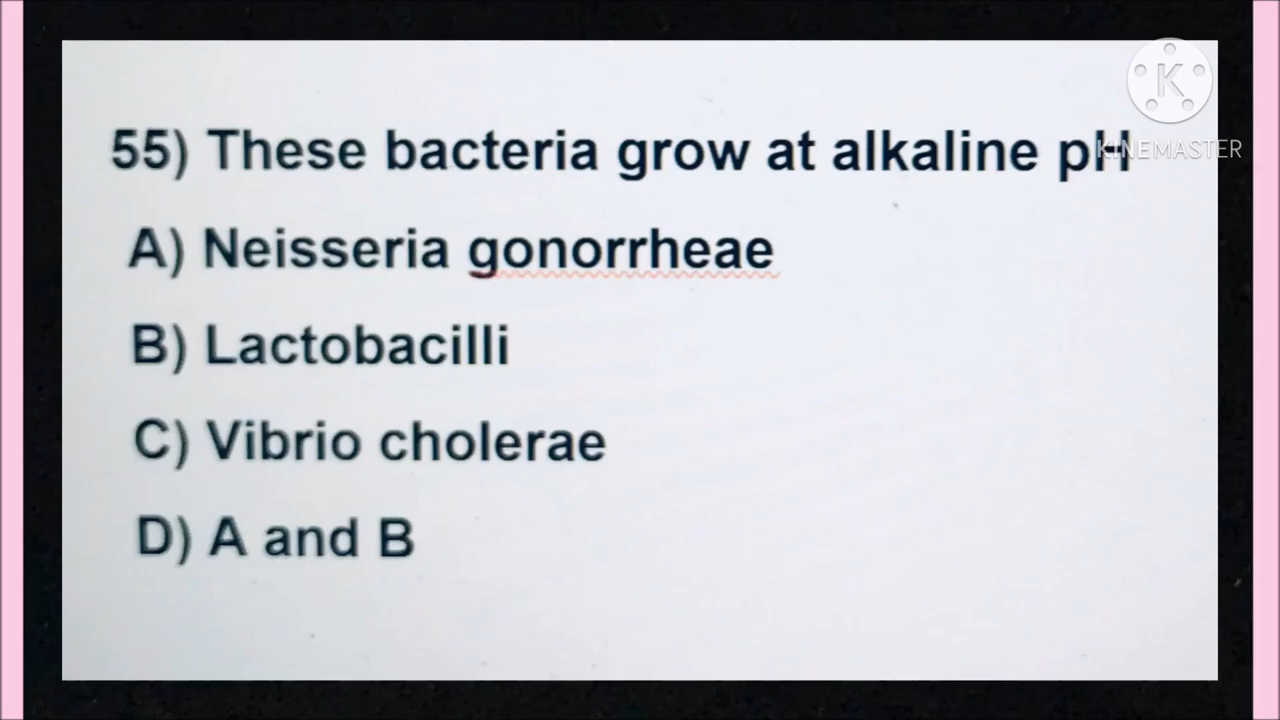 55) These bacteria grow at alkaline pH
A) Neisseria gonorrheae
B) Lactobacilli
C) Vibrio cholerae
D) A and B
K
KINEMASTER